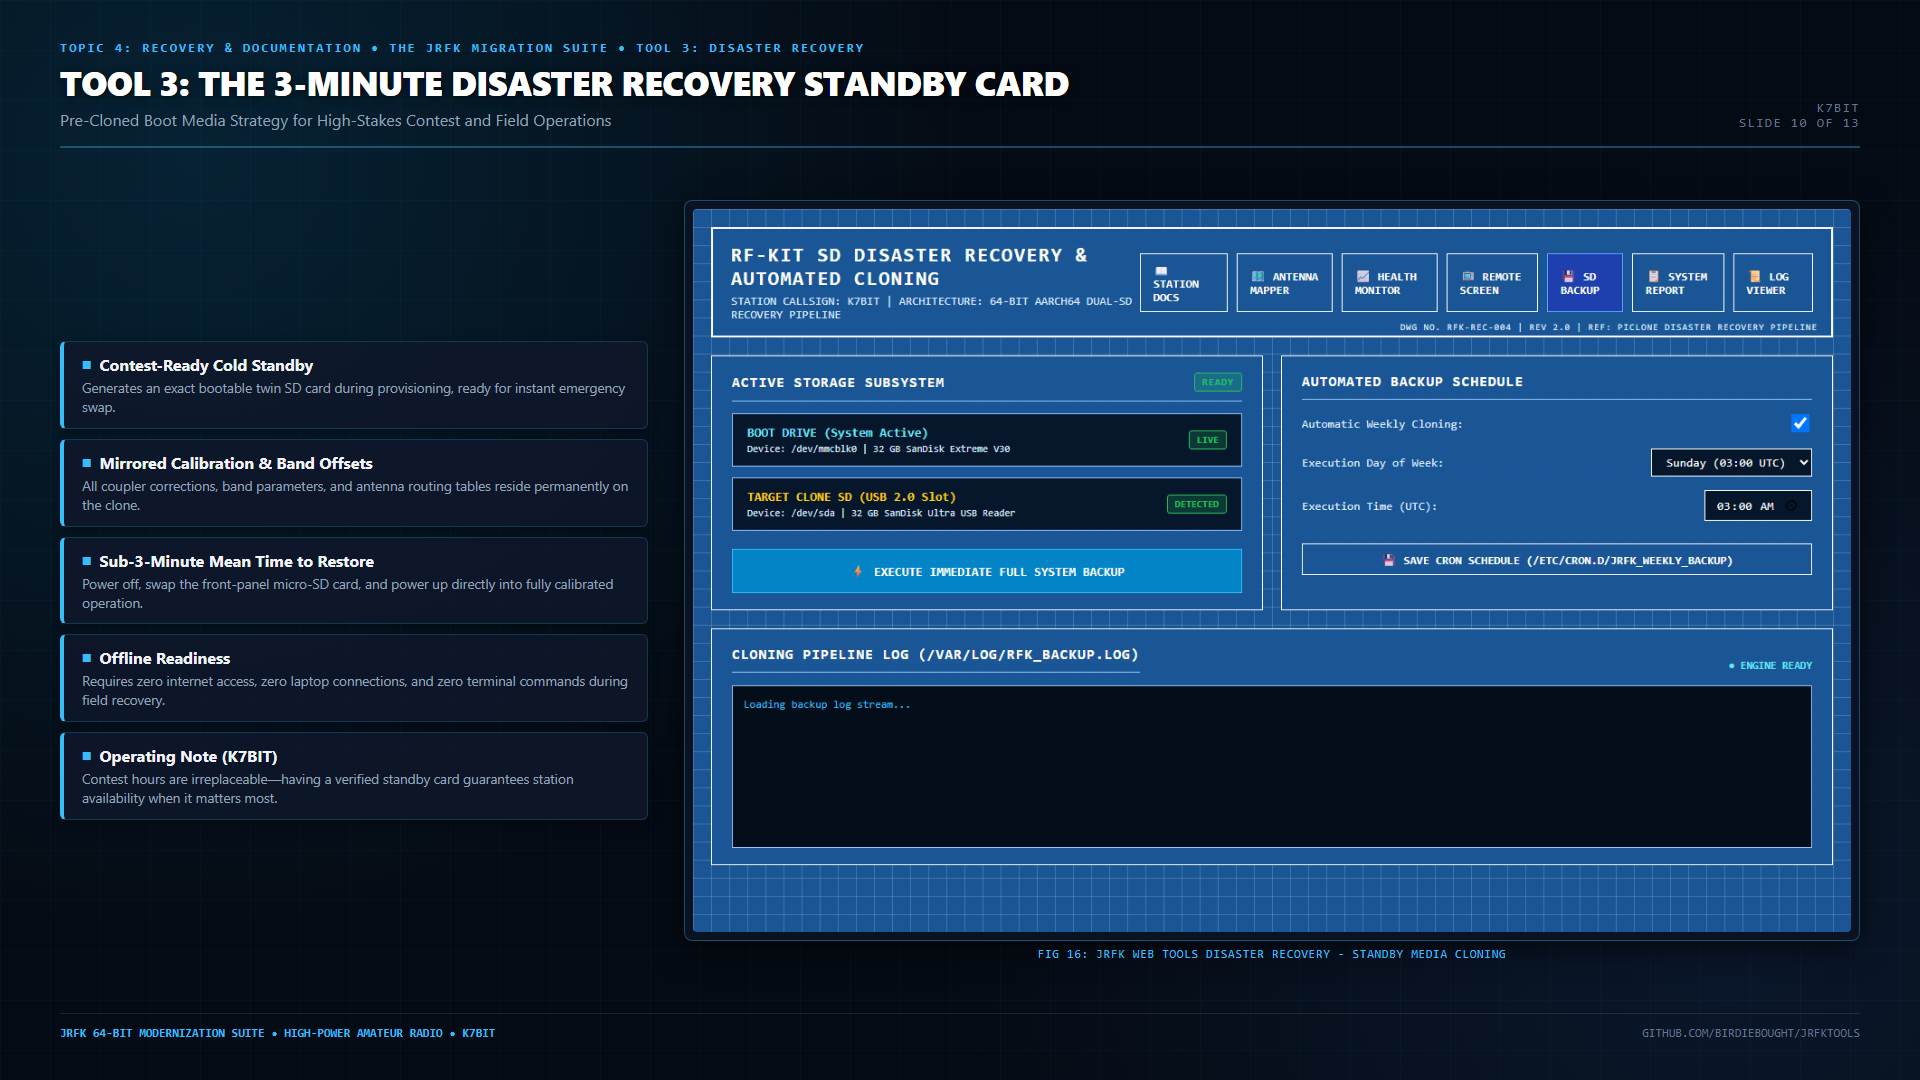 TOPIC 4: RECOVERY & DOCUMENTATION • THE JRFK MIGRATION SUITE • TOOL 3: DISASTER RECOVERY
TOOL 3: THE 3-MINUTE DISASTER RECOVERY STANDBY CARD
Pre-Cloned Boot Media Strategy for High-Stakes Contest and Field Operations
K7BIT
SLIDE 10 OF 13
Contest-Ready Cold Standby
Generates an exact bootable twin SD card during provisioning, ready for instant emergency
swap.
Mirrored Calibration & Band Offsets
All coupler corrections, band parameters, and antenna routing tables reside permanently on
the clone.
Sub-3-Minute Mean Time to Restore
Power off, swap the front-panel micro-SD card, and power up directly into fully calibrated
operation.
Offline Readiness
Requires zero internet access, zero laptop connections, and zero terminal commands during
field recovery.
Operating Note (K7BIT)
Contest hours are irreplaceable—having a verified standby card guarantees station
availability when it matters most.
RF-KIT SD DISASTER RECOVERY &
AUTOMATED CLONING
STATION CALLSIGN: K7BIT | ARCHITECTURE: 64-BIT AARCH64 DUAL-SD
RECOVERY PIPELINE
STATION
DOCS
ANTENNA
MAPPER
HEALTH
MONITOR
REMOTE
SCREEN
SD
BACKUP
SYSTEM
REPORT
LOG
VIEWER
DWG NO. RFK-REC-004 | REV 2.0 | REF: PICLONE DISASTER RECOVERY PIPELINE
ACTIVE STORAGE SUBSYSTEM
READY
BOOT DRIVE (System Active)
Device: /dev/mmcblk0 | 32 GB SanDisk Extreme V30
LIVE
TARGET CLONE SD (USB 2.0 Slot)
Device: /dev/sda | 32 GB SanDisk Ultra USB Reader
DETECTED
EXECUTE IMMEDIATE FULL SYSTEM BACKUP
AUTOMATED BACKUP SCHEDULE
Automatic Weekly Cloning:
Execution Day of Week:
Sunday (03:00 UTC)
Execution Time (UTC):
03:00 AM
SAVE CRON SCHEDULE (/ETC/CRON.D/JRFK_WEEKLY_BACKUP)
CLONING PIPELINE LOG (/VAR/LOG/RFK_BACKUP.LOG)
● ENGINE READY
Loading backup log stream...
FIG 16: JRFK WEB TOOLS DISASTER RECOVERY - STANDBY MEDIA CLONING
JRFK 64-BIT MODERNIZATION SUITE • HIGH-POWER AMATEUR RADIO • K7BIT
GITHUB.COM/BIRDIEBOUGHT/JRFKTOOLS